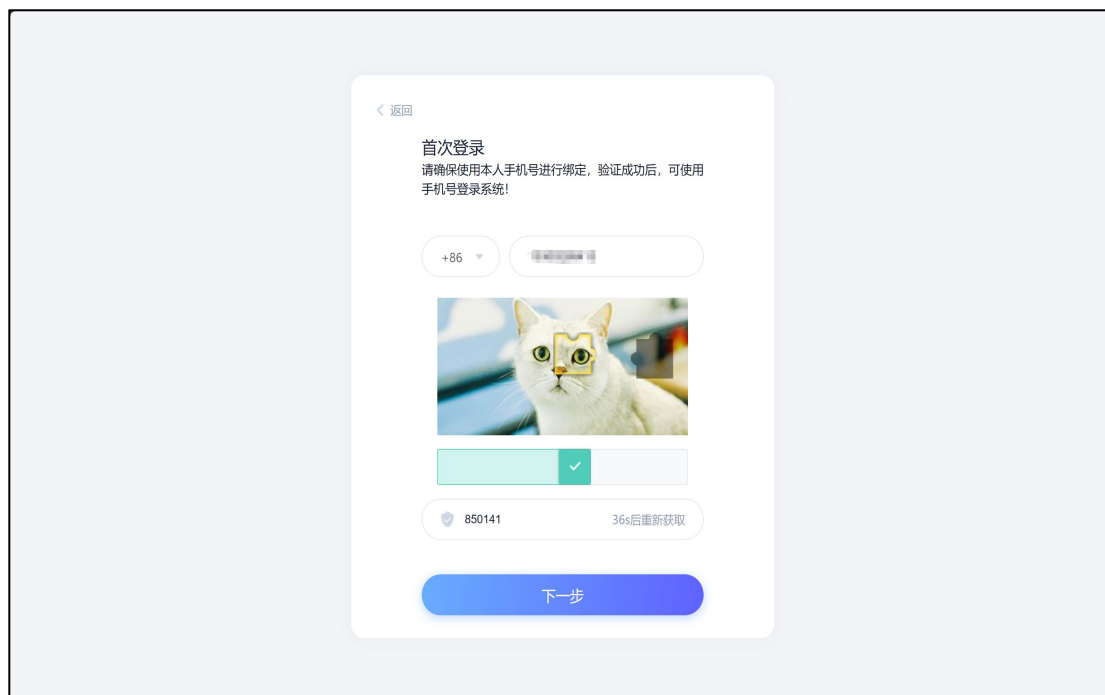 返回
首次登录
请确保使用本人手机号进行绑定，验证成功后，可使用
手机号登录系统！
+86
850141 36s后重新获取
下一步